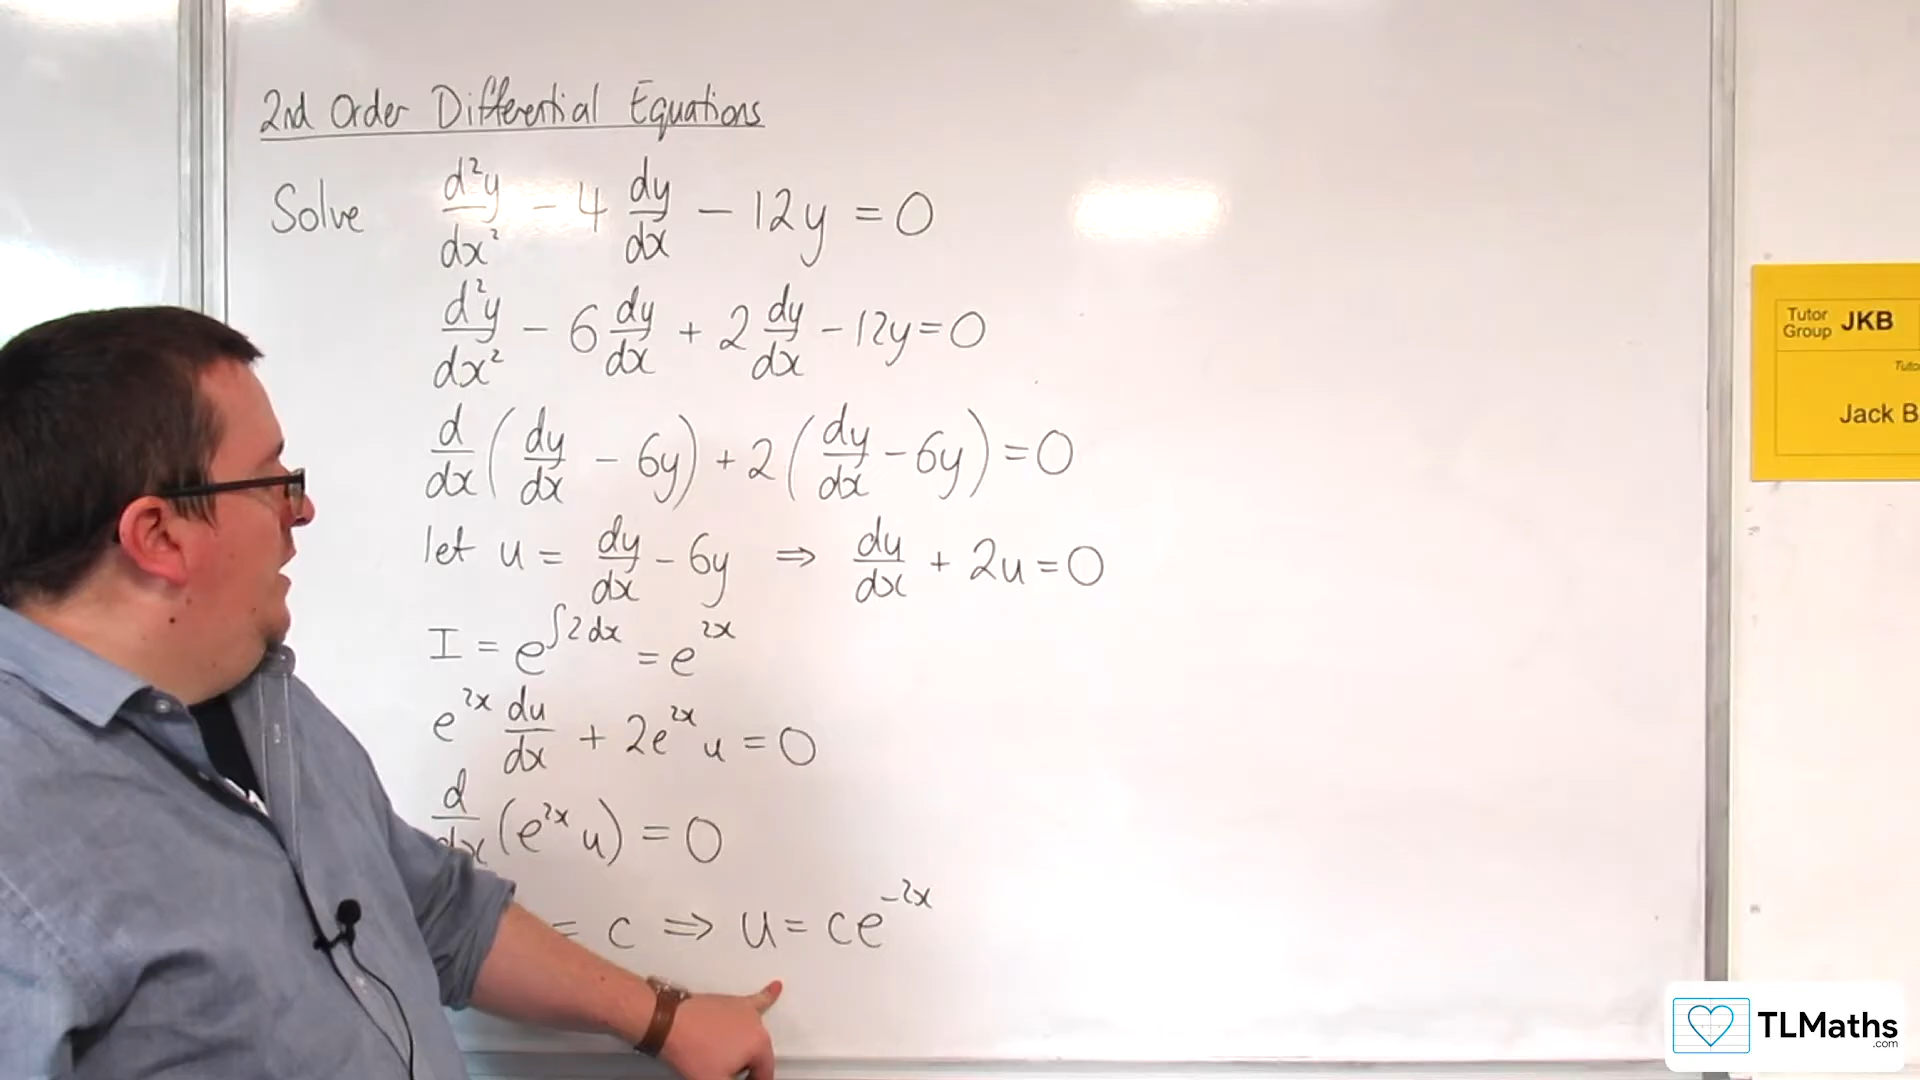 2nd Order Differential Equations
Solve d²y/dx² - 4 dy/dx - 12y = 0
d²y/dx² - 6 dy/dx + 2 dy/dx - 12y = 0
d/dx (dy/dx - 6y) + 2 (dy/dx - 6y) = 0
let u = dy/dx - 6y ⇒ du/dx + 2u = 0
I = e^∫2dx = e^2x
e^2x du/dx + 2e^2x u = 0
d/dx (e^2x u) = 0
= c ⇒ u = ce^-2x
Tutor Group JKB
Jack B
TLMaths
.com